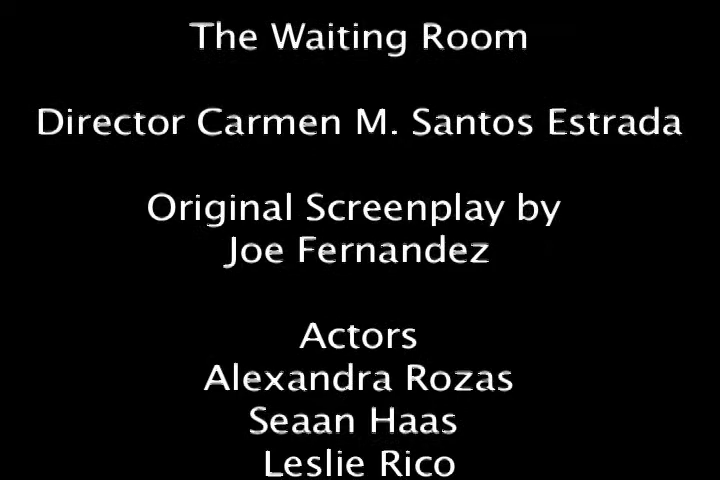 The Waiting Room
Director Carmen M. Santos Estrada
Original Screenplay by
Joe Fernandez
Actors
Alexandra Rozas
Seaan Haas
Leslie Rico